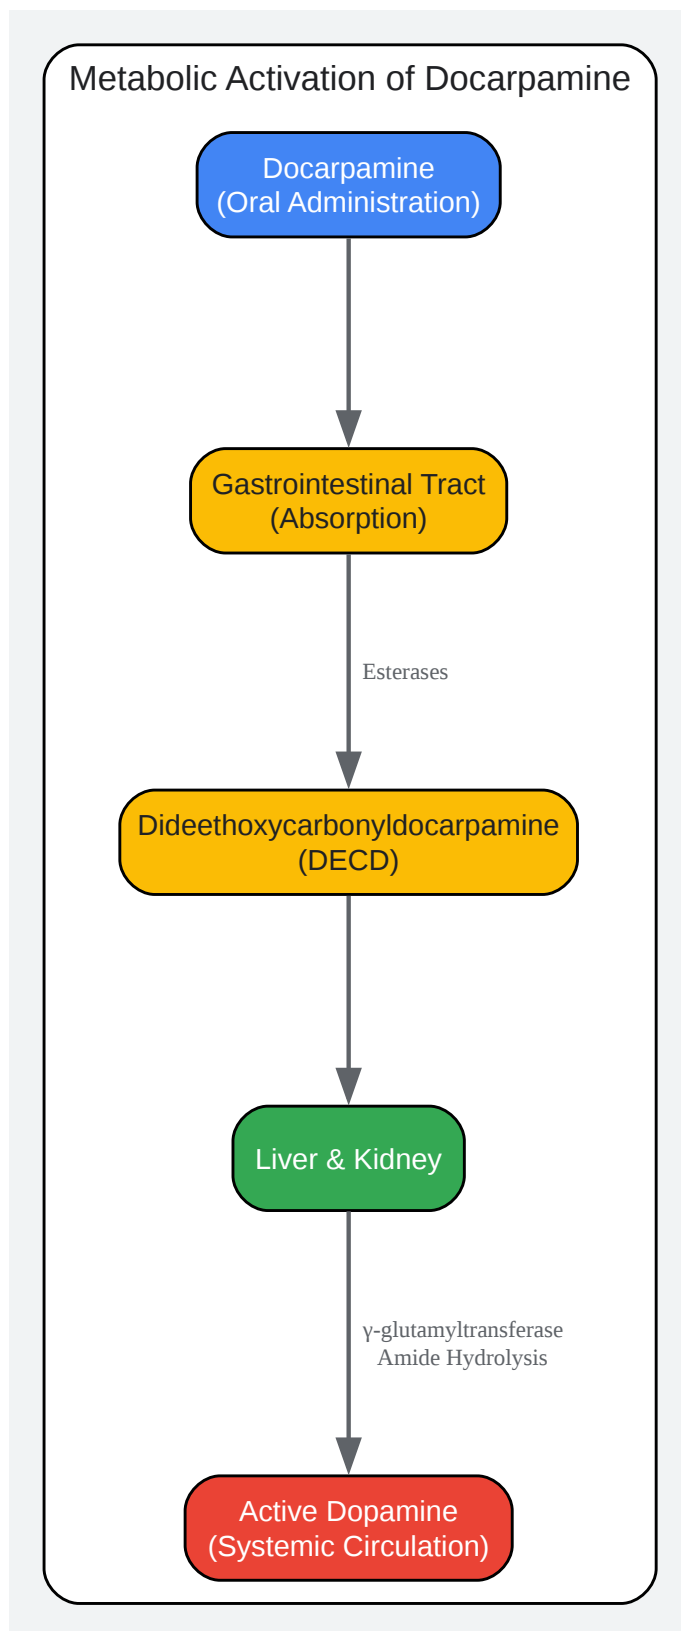 Metabolic Activation of Docarpamine
Docarpamine
(Oral Administration)
Gastrointestinal Tract
(Absorption)
Esterases
Dideethoxycarbonyldocarpamine
(DECD)
Liver & Kidney
γ-glutamyltransferase
Amide Hydrolysis
Active Dopamine
(Systemic Circulation)